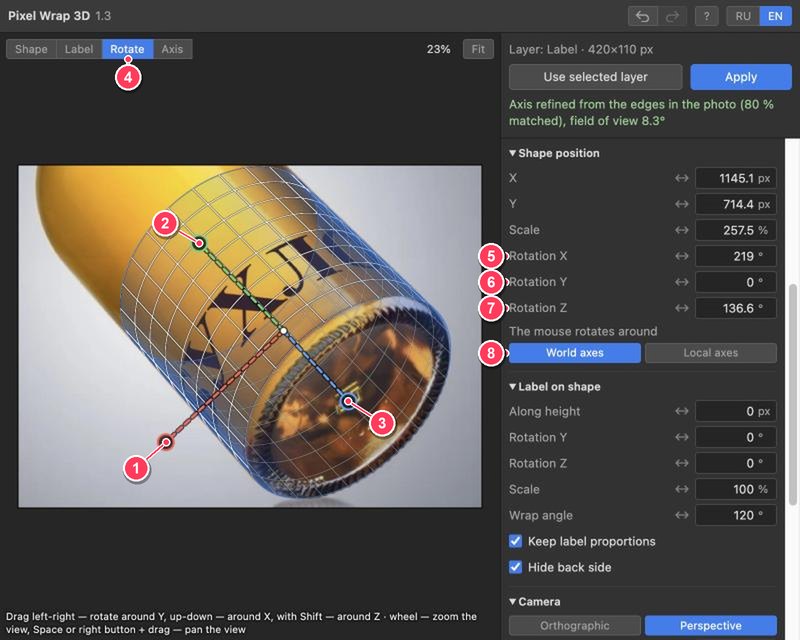 Pixel Wrap 3D 1.3
?
RU
EN
Shape
Label
Rotate
Axis
23%
Fit
4
Layer: Label · 420×110 px
Use selected layer
Apply
Axis refined from the edges in the photo (80 %
matched), field of view 8.3°
Shape position
X 1145.1 px
Y 714.4 px
Scale 257.5 %
5 Rotation X 219 °
6 Rotation Y 0 °
7 Rotation Z 136.6 °
The mouse rotates around
8 World axes
Local axes
2
3
1
Label on shape
Along height 0 px
Rotation Y 0 °
Rotation Z 0 °
Scale 100 %
Wrap angle 120 °
Keep label proportions
Hide back side
Camera
Orthographic
Perspective
Drag left-right — rotate around Y, up-down — around X, with Shift — around Z · wheel — zoom the
view, Space or right button + drag — pan the view